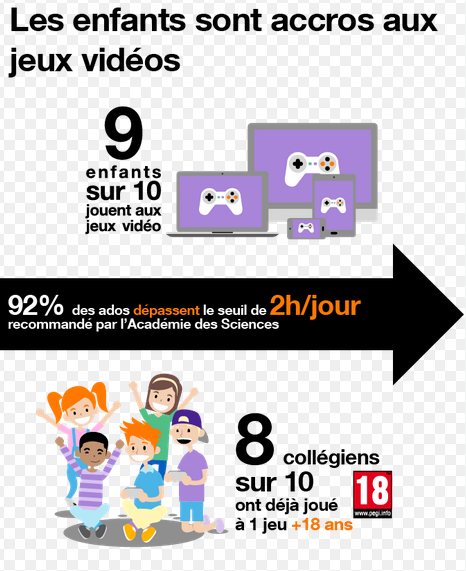 Les enfants sont accros aux
jeux vidéos
9
enfants
sur 10
jouent aux
jeux vidéo
92% des ados dépassent le seuil de 2h/jour
recommandé par l'Académie des Sciences
8 collégiens
sur 10
ont déjà joué
à 1 jeu +18 ans
18
www.pegi.info